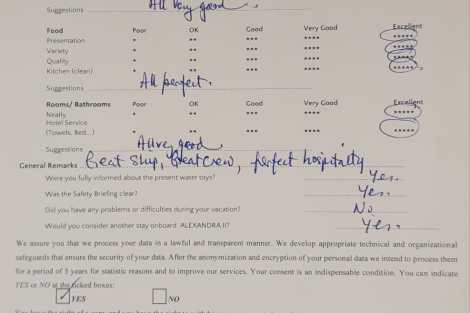 Suggestions All very good.
Food Poor OK Good Very Good Excellent
Presentation * ** *** **** *****
Variety * ** *** **** *****
Quality * ** *** **** *****
Kitchen (clean) * ** *** **** *****
Suggestions All perfect.
Rooms/ Bathrooms Poor OK Good Very Good Excellent
Neatly * ** *** **** *****
Hotel Service
(Towels, Bed...) * ** *** **** *****
Suggestions All very good.
General Remarks Great Ship, Great Crew, perfect hospitality
Were you fully informed about the present water toys? Yes.
Was the Safety Briefing clear? Yes.
Did you have any problems or difficulties during your vacation? No.
Would you consider another stay onboard ALEXANDRA II? Yes.
We assure you that we process your data in a lawful and transparent manner. We develop appropriate technical and organizational
safeguards that ensure the security of your data. After the anonymization and encryption of your personal data we intend to process them
for a period of 5 years for statistic reasons and to improve our services. Your consent is an indispensable condition. You can indicate
YES or NO at the ticked boxes:
YES NO